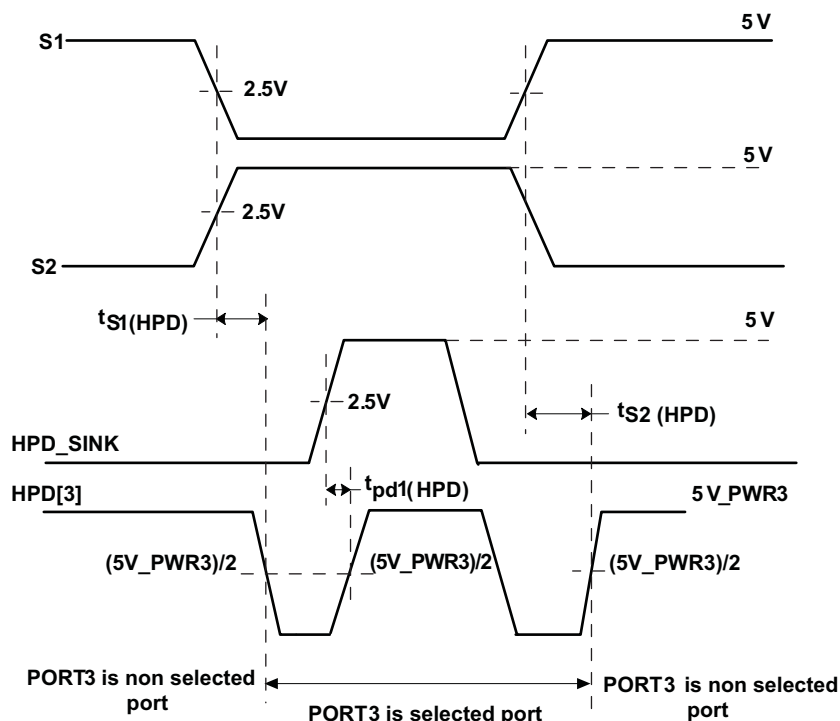 S1
5 V
2.5V
5 V
2.5V
S2
tS1(HPD)
5 V
2.5V
tS2 (HPD)
HPD_SINK
HPD[3]
tpd1(HPD)
5 V_PWR3
(5V_PWR3)/2
(5V_PWR3)/2
(5V_PWR3)/2
PORT3 is non selected
port
PORT3 is selected port
PORT3 is non selected
port